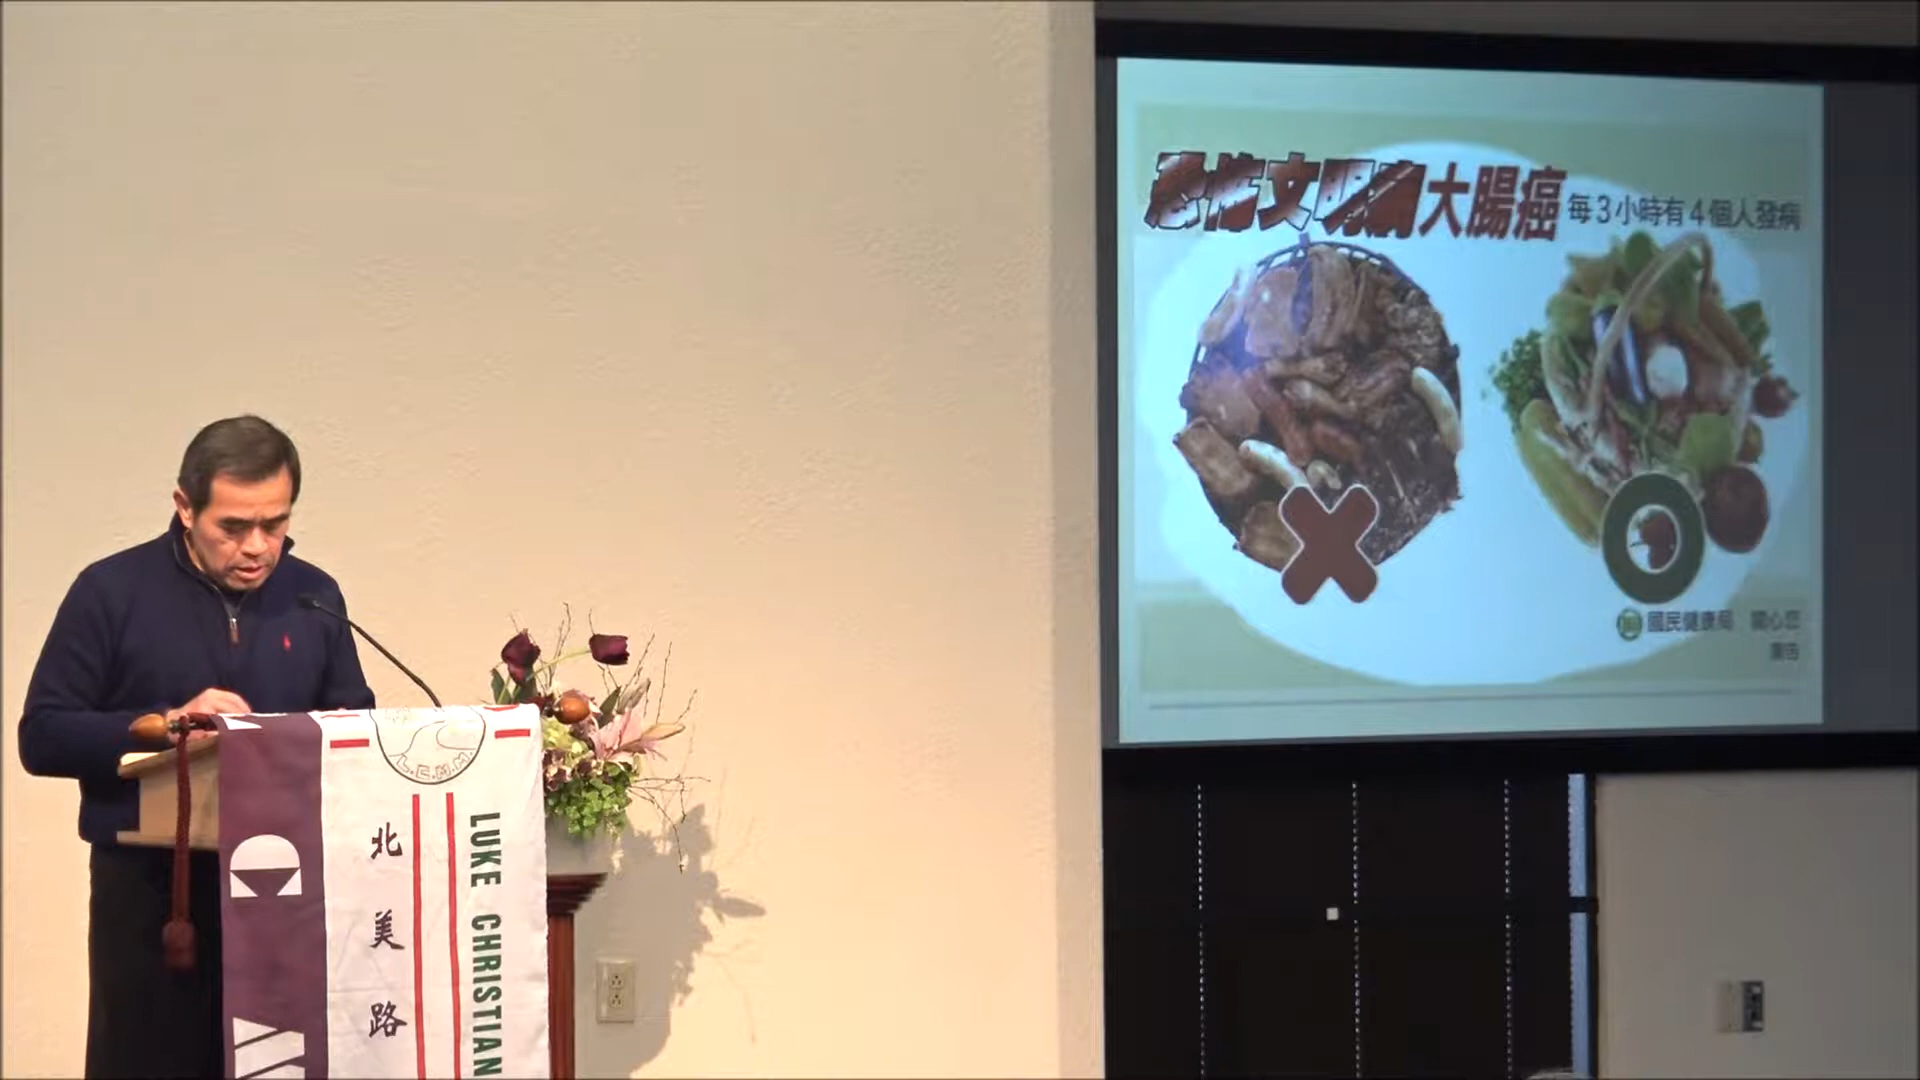 恐怖文明病大腸癌 每3小時有4個人發病
國民健康局 關心您
廣告
L.C.M.M.
北美路
LUKE CHRISTIAN